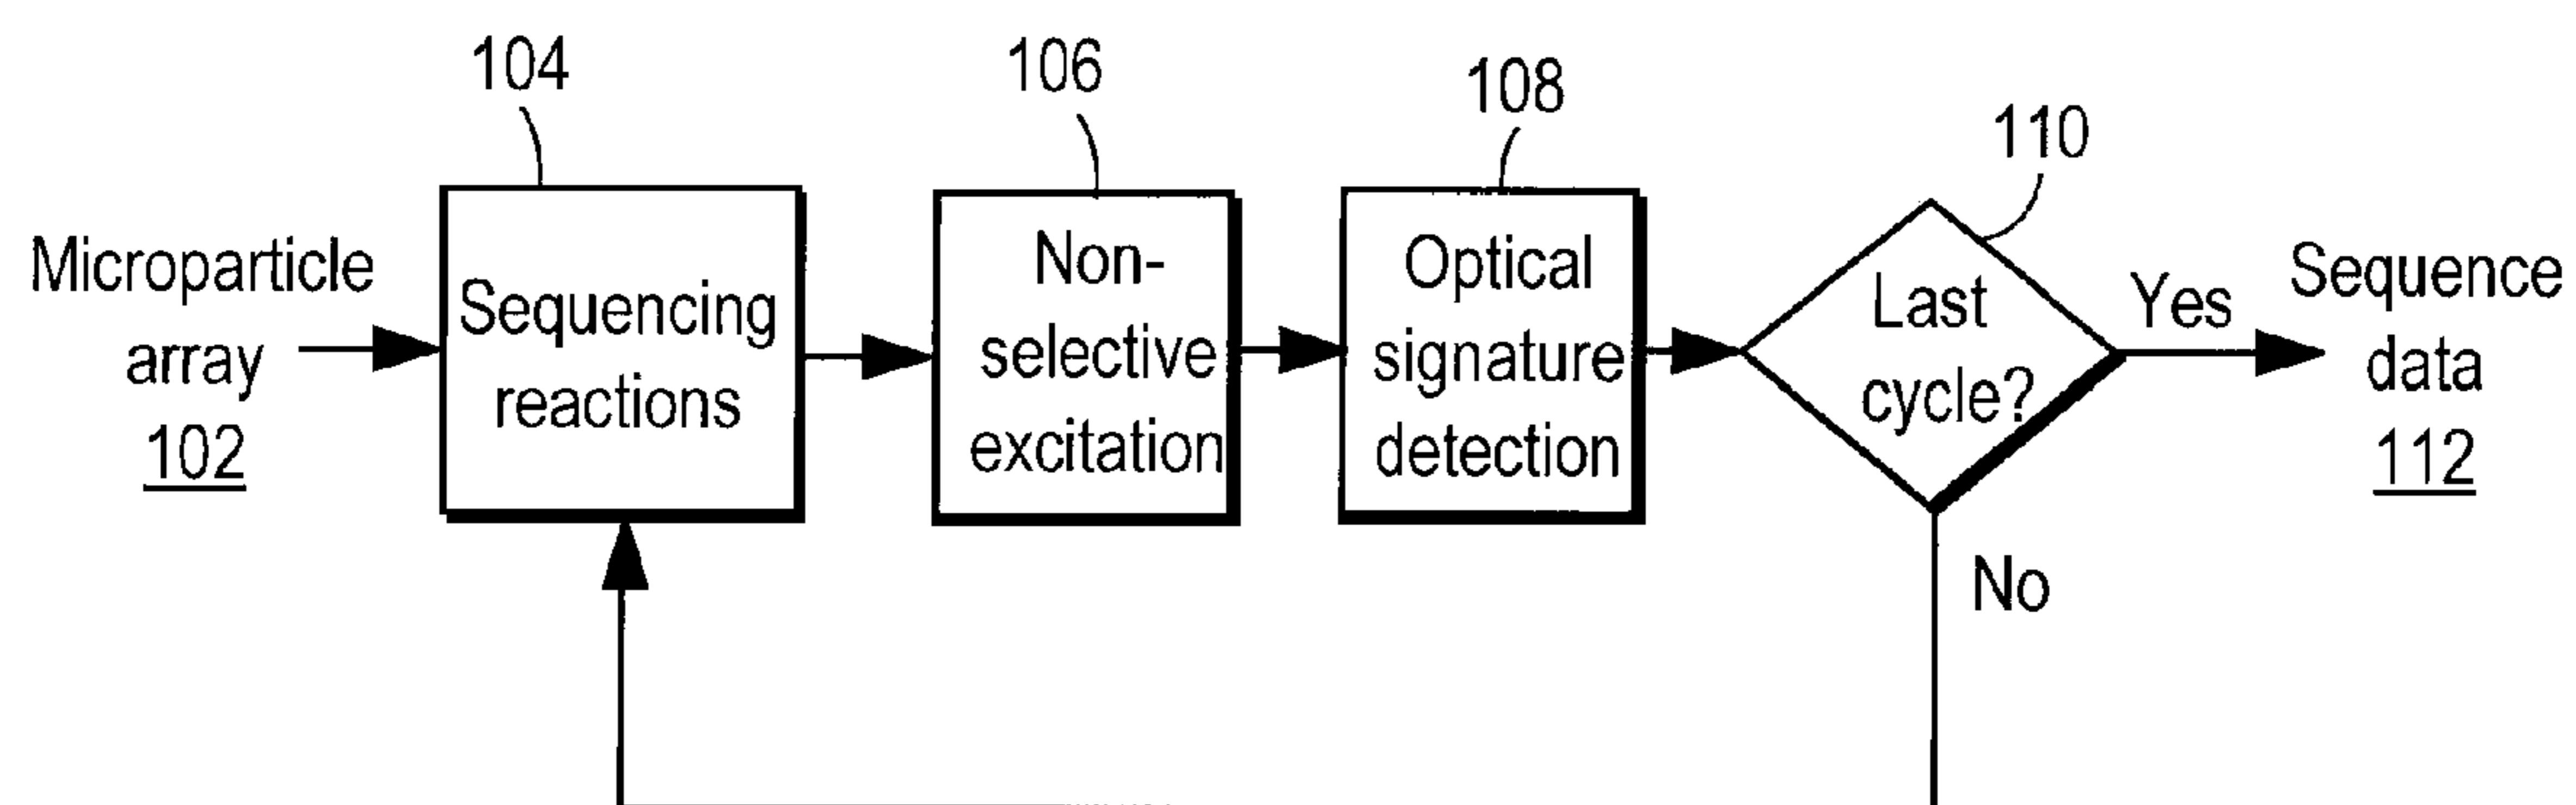 104
106
108
110
Microparticle
array
102
Sequencing
reactions
Non-
selective
excitation
Optical
signature
detection
Last
cycle?
Yes
No
Sequence
data
112